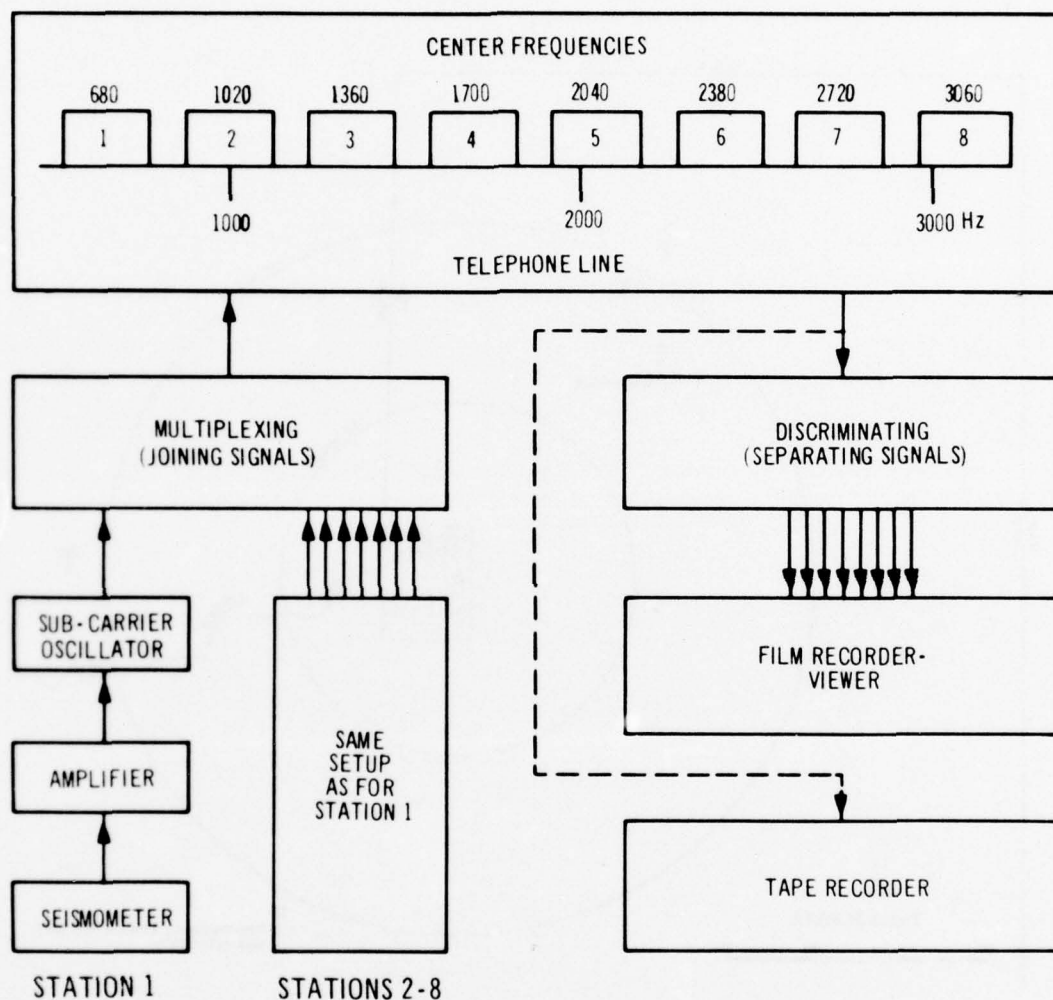 CENTER FREQUENCIES
680 1020 1360 1700 2040 2380 2720 3060
1 2 3 4 5 6 7 8
1000 2000 3000 Hz
TELEPHONE LINE
MULTIPLEXING
(JOINING SIGNALS)
DISCRIMINATING
(SEPARATING SIGNALS)
SUB-CARRIER
OSCILLATOR
AMPLIFIER
SEISMOMETER
STATION 1
SAME
SETUP
AS FOR
STATION 1
STATIONS 2-8
FILM RECORDER-
VIEWER
TAPE RECORDER